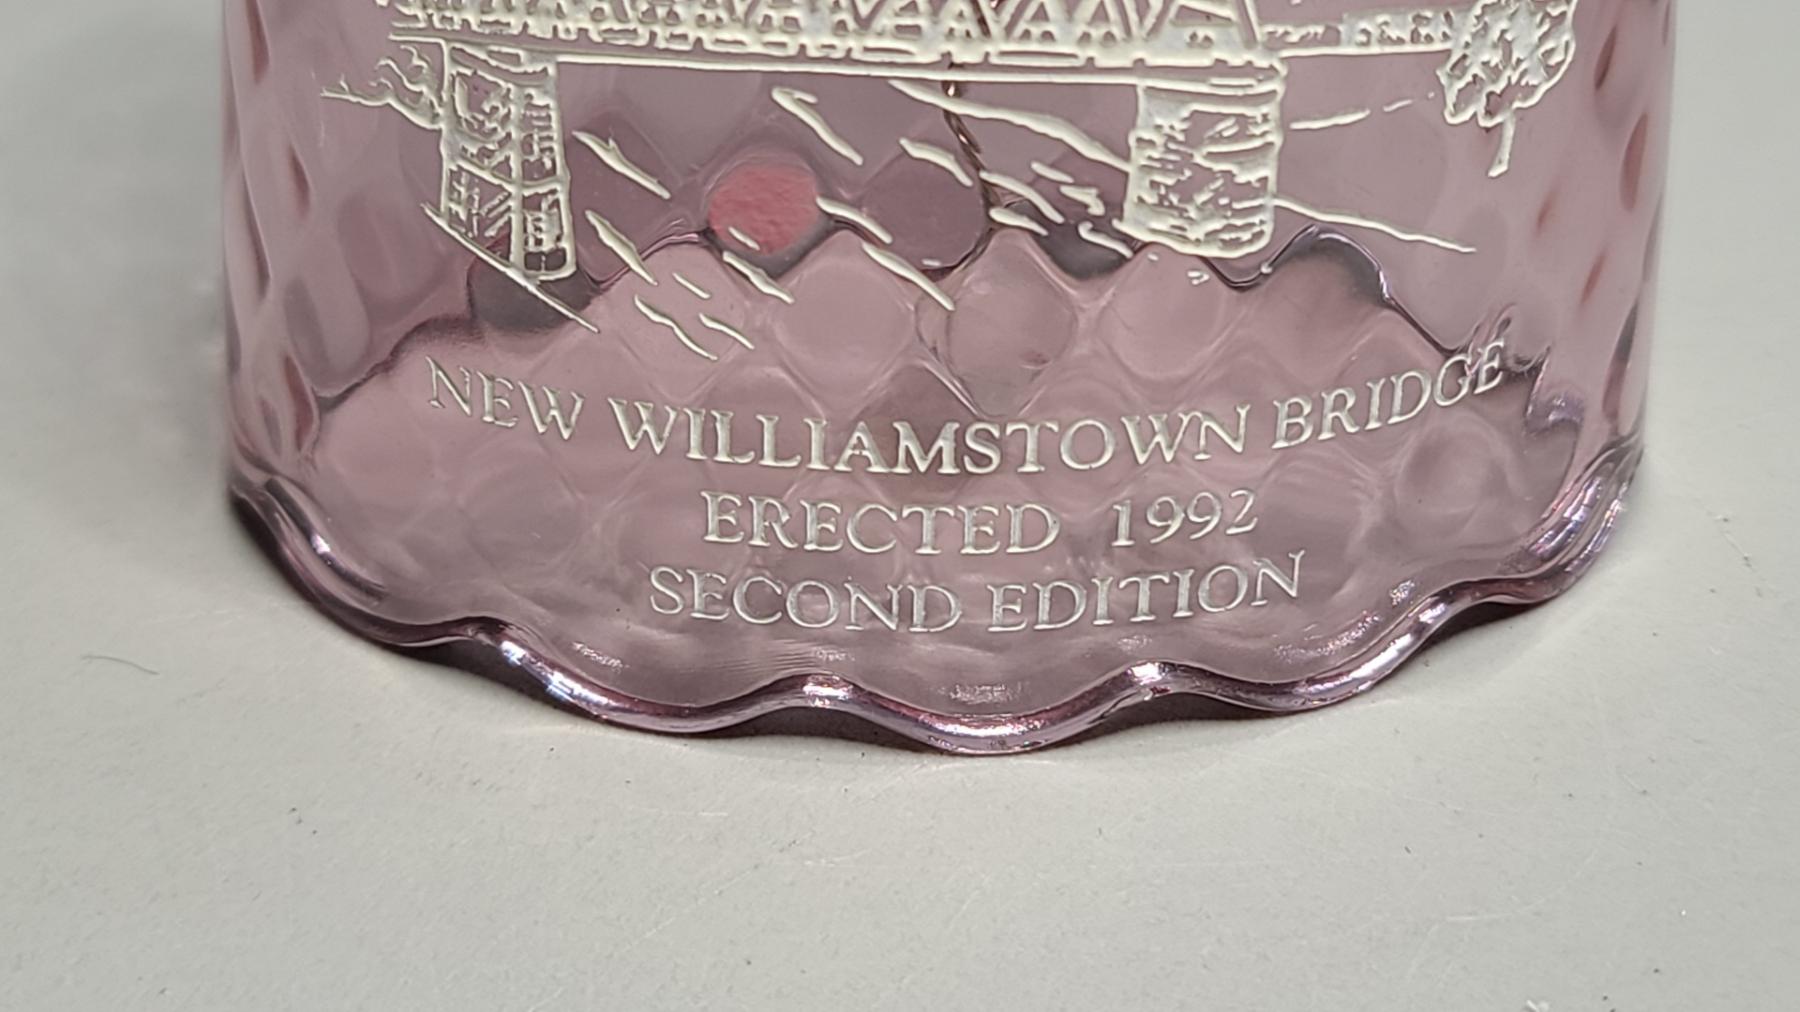 NEW WILLIAMSTOWN BRIDGE
ERECTED 1992
SECOND EDITION